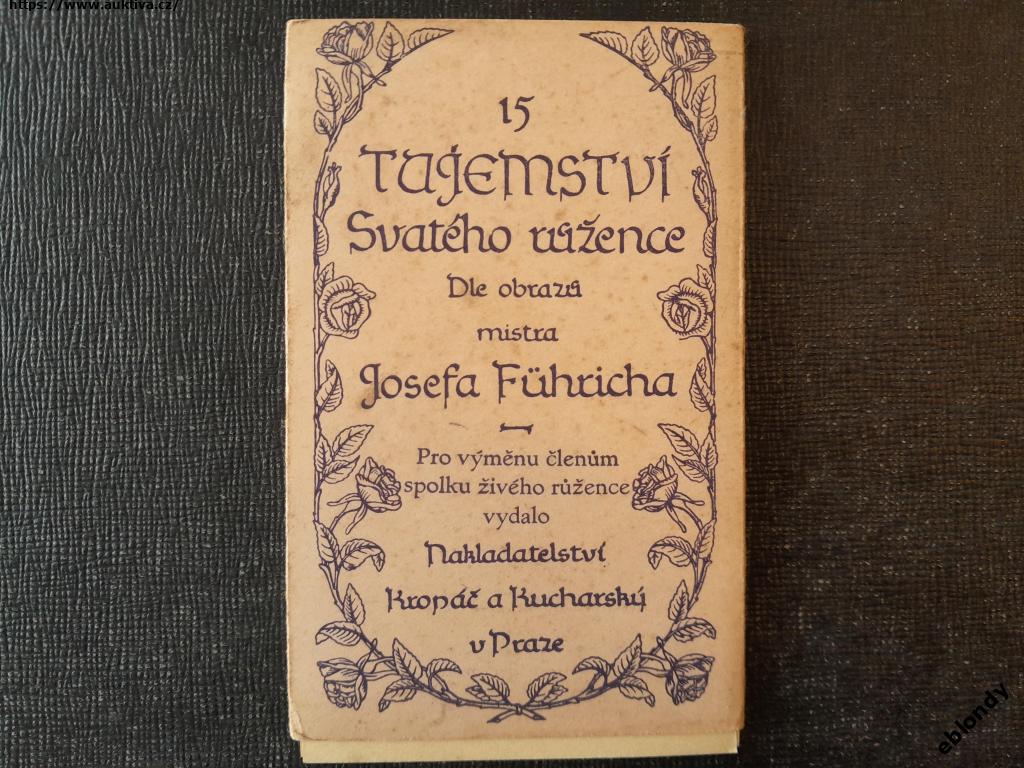 https://www.auktiva.cz/
15
TAJEMSTVÍ
Svatého růžence
Dle obrazů
mistra
Josefa Führicha
Pro výměnu členům
spolku živého růžence
vydalo
Nakladatelství
Kropáč a Kucharský
v Praze
eblondy